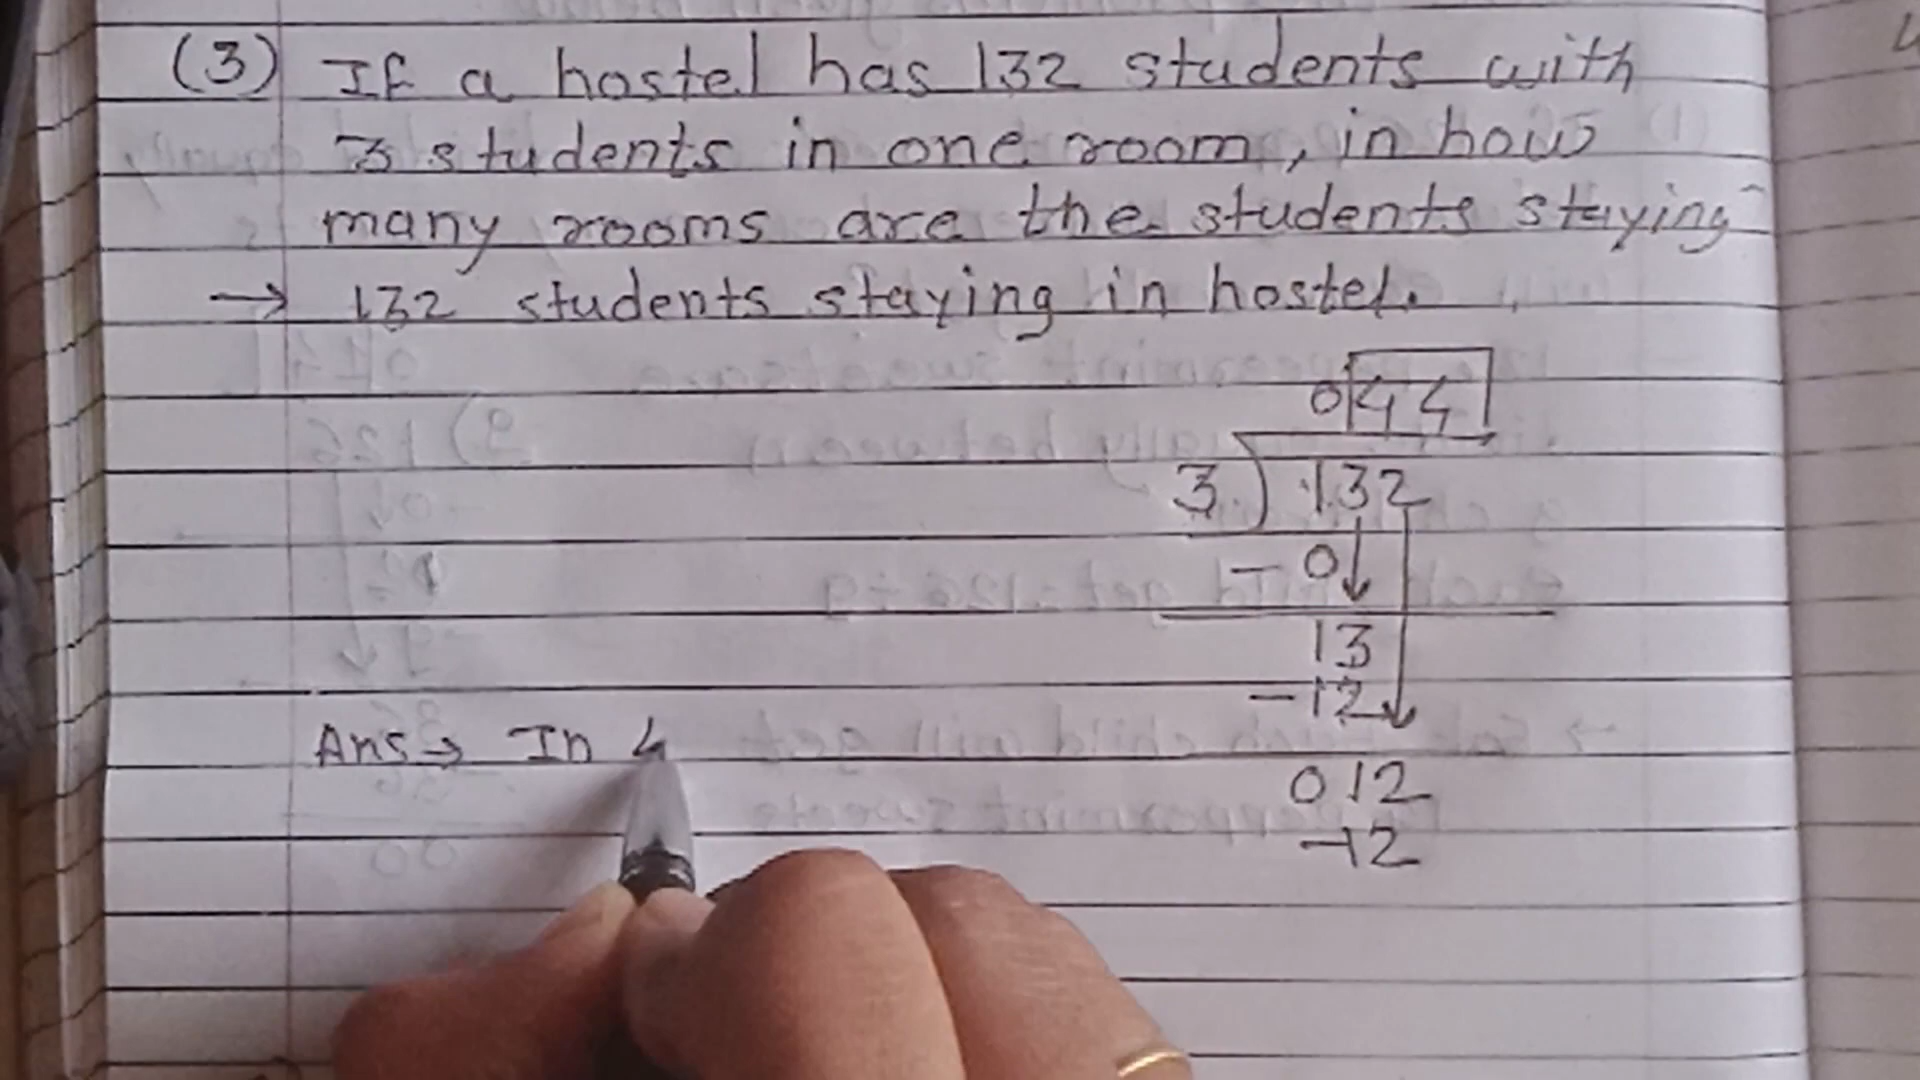 (3) If a hostel has 132 students with
3 students in one room, in how
many rooms are the students staying
→ 132 students staying in hostel.
044
3) 132
- 0
13
-12
012
-12
Ans → In 4